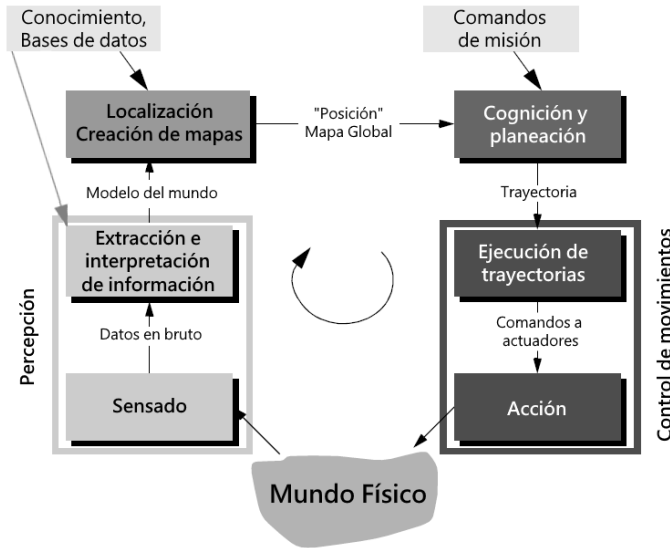 Conocimiento,
Bases de datos
Comandos
de misión
Localización
Creación de mapas
"Posición"
Mapa Global
Cognición y
planeación
Modelo del mundo
Trayectoria
Extracción e
interpretación
de información
Ejecución de
trayectorias
Percepción
Datos en bruto
Comandos a
actuadores
Control de movimientos
Sensado
Acción
Mundo Físico